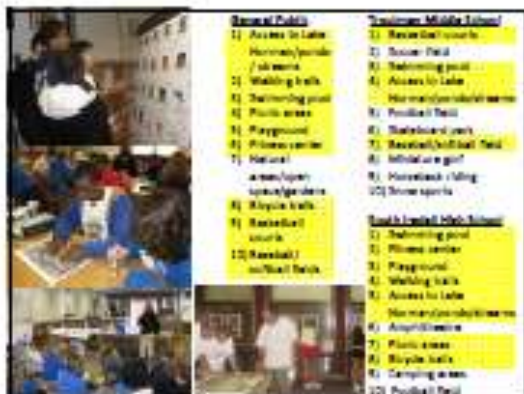 General Public
1) Access to Lake
Norman/ponds
/ streams
2) Walking trails
3) Swimming pool
4) Picnic areas
5) Playground
6) Fitness center
7) Natural
areas/open
space/gardens
8) Bicycle trails
9) Basketball
courts
10) Baseball/
softball fields
Troutman Middle School
1) Basketball courts
2) Soccer field
3) Swimming pool
4) Access to Lake
Norman/ponds/streams
5) Football field
6) Skateboard park
7) Baseball/softball field
8) Miniature golf
9) Horseback riding
10) Snow sports
South Iredell High School
1) Swimming pool
2) Fitness center
3) Playground
4) Walking trails
5) Access to Lake
Norman/ponds/streams
6) Amphitheatre
7) Picnic areas
8) Bicycle trails
9) Camping areas
10) Football field